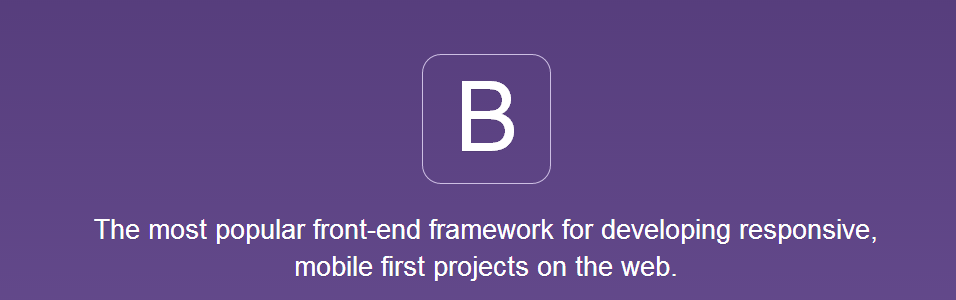 B
The most popular front-end framework for developing responsive,
mobile first projects on the web.